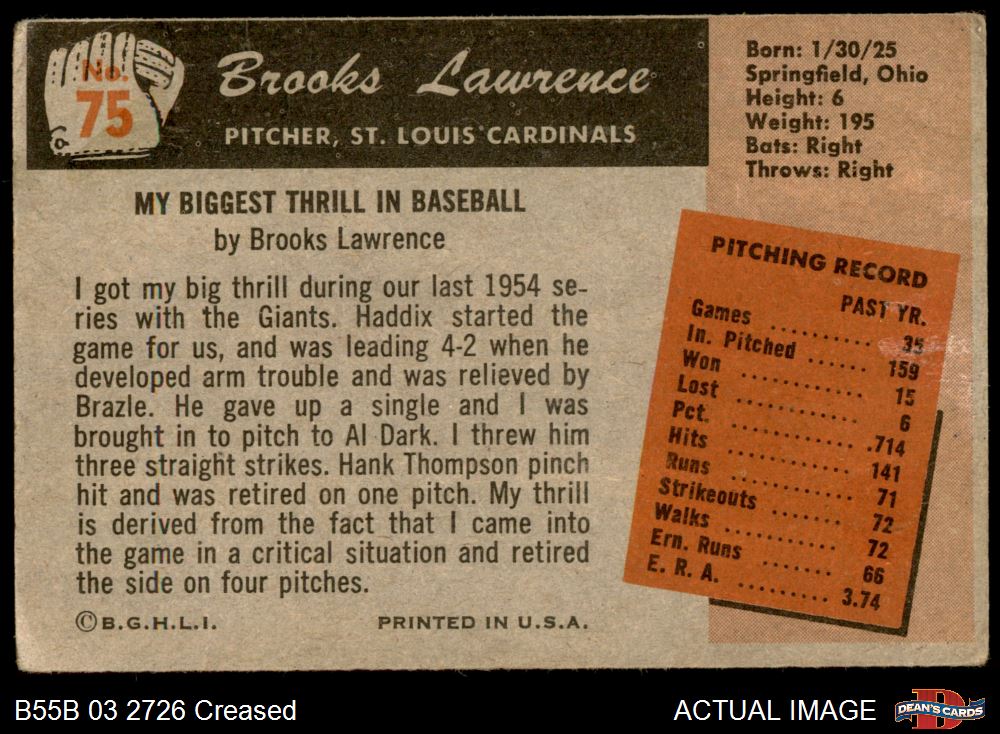 No.
75
Brooks Lawrence
PITCHER, ST. LOUIS CARDINALS
Born: 1/30/25
Springfield, Ohio
Height: 6
Weight: 195
Bats: Right
Throws: Right
MY BIGGEST THRILL IN BASEBALL
by Brooks Lawrence
I got my big thrill during our last 1954 se-
ries with the Giants. Haddix started the
game for us, and was leading 4-2 when he
developed arm trouble and was relieved by
Brazle. He gave up a single and I was
brought in to pitch to Al Dark. I threw him
three straight strikes. Hank Thompson pinch
hit and was retired on one pitch. My thrill
is derived from the fact that I came into
the game in a critical situation and retired
the side on four pitches.
©B.G.H.L.I. PRINTED IN U.S.A.
PITCHING RECORD
PAST YR.
Games .......... 35
In. Pitched ...... 159
Won .......... 15
Lost .......... 6
Pct. .......... .714
Hits .......... 141
Runs .......... 71
Strikeouts ....... 72
Walks .......... 72
Ern. Runs ....... 66
E. R. A. ......... 3.74
B55B 03 2726 Creased
ACTUAL IMAGE
DEAN'S CARDS